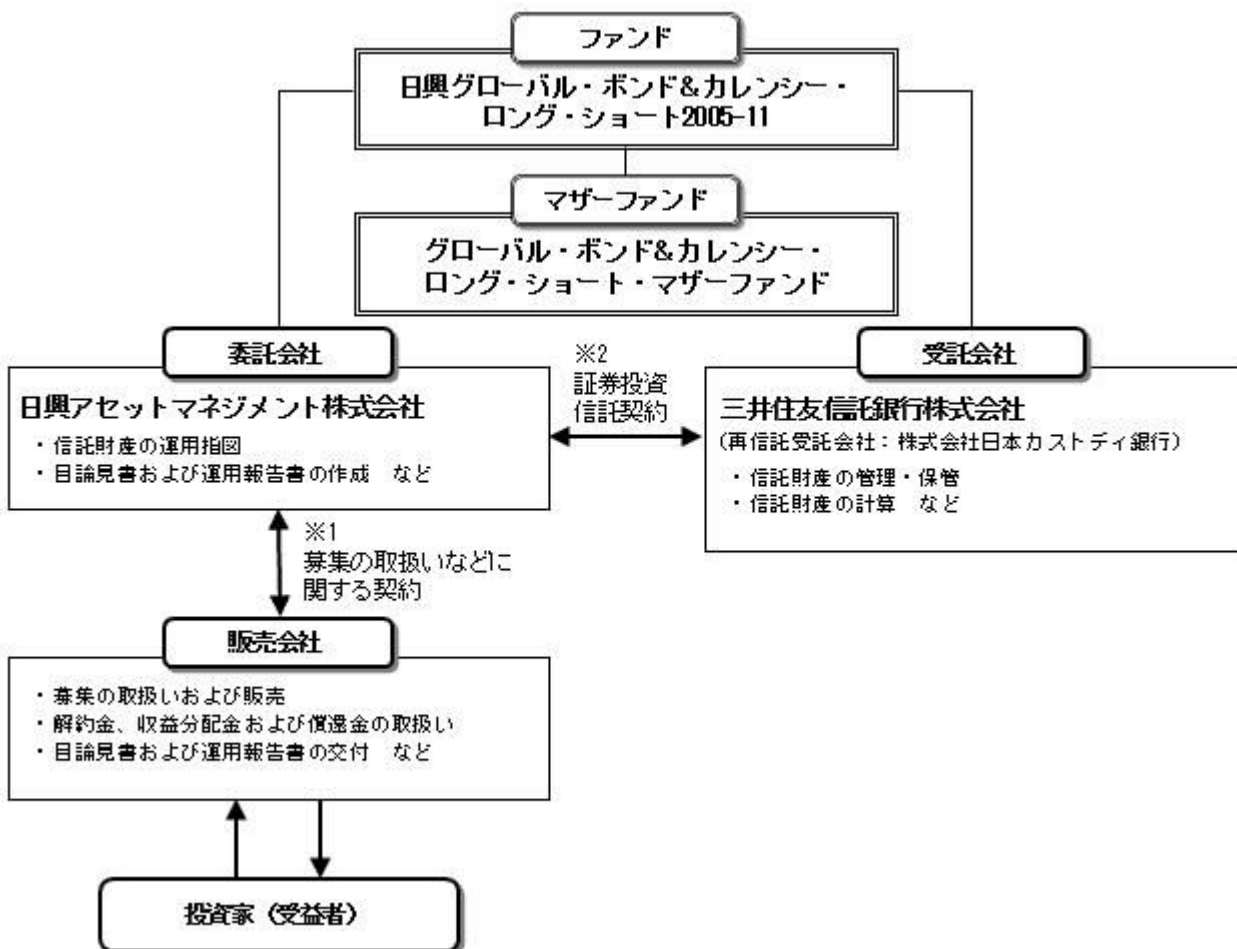 ファンド
日興グローバル・ボンド&カレンシー・
ロング・ショート2005-11
マザーファンド
グローバル・ボンド&カレンシー・
ロング・ショート・マザーファンド
委託会社
日興アセットマネジメント株式会社
・信託財産の運用指図
・目論見書および運用報告書の作成 など
※2
証券投資
信託契約
受託会社
三井住友信託銀行株式会社
(再信託受託会社:株式会社日本カストディ銀行)
・信託財産の管理・保管
・信託財産の計算 など
※1
募集の取扱いなどに
関する契約
販売会社
・募集の取扱いおよび販売
・解約金、収益分配金および償還金の取扱い
・目論見書および運用報告書の交付 など
投資家(受益者)